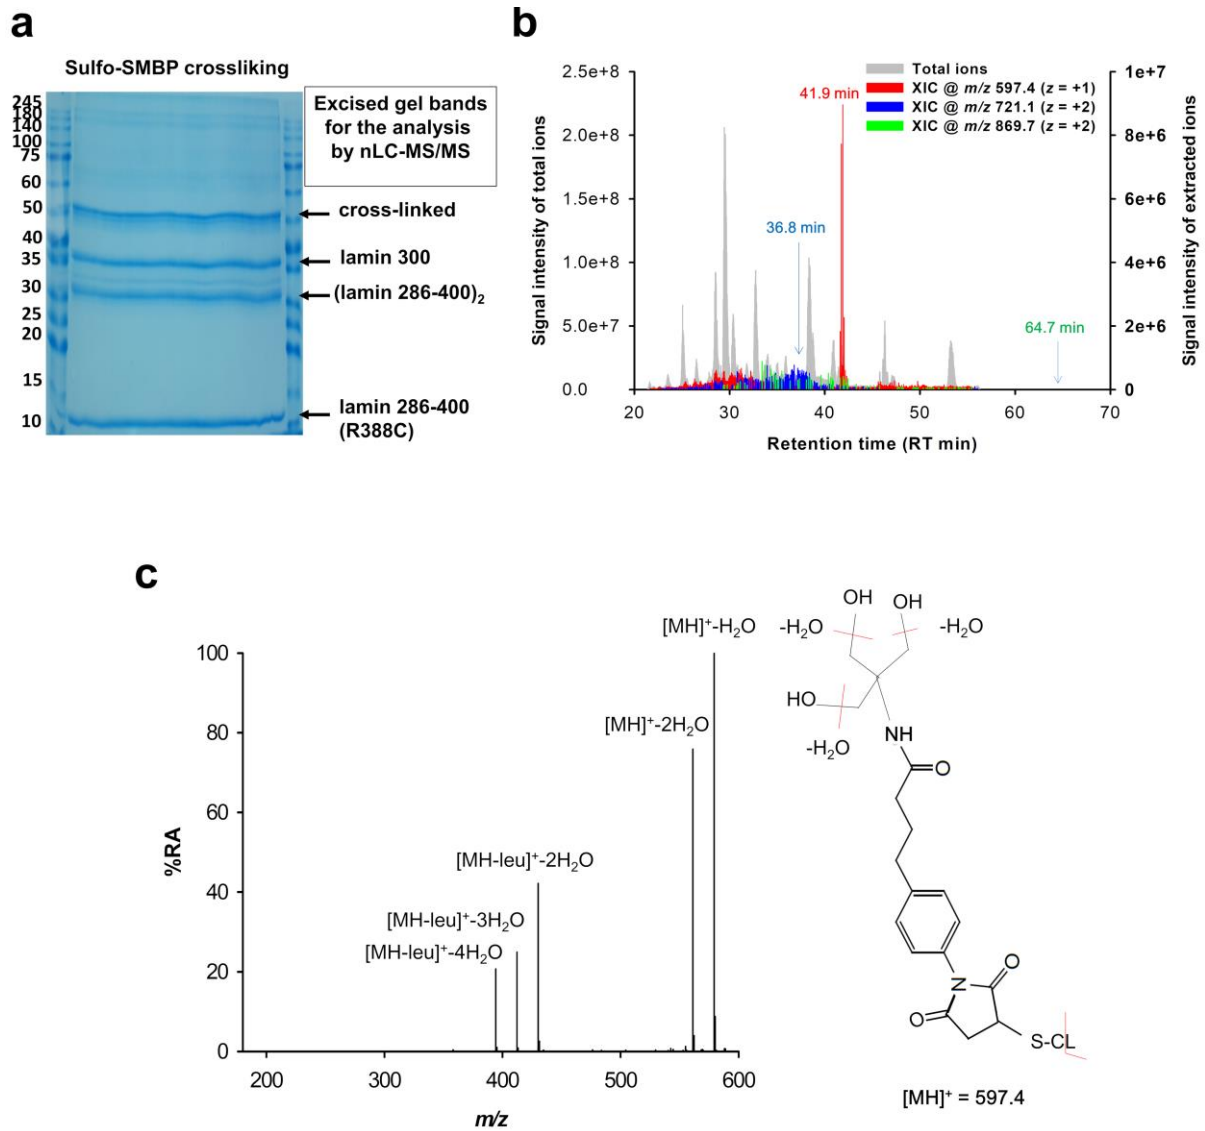 a
Sulfo-SMBP crossliking
245
180
140
100
75
60
50
40
35
30
25
20
15
10
Excised gel bands
for the analysis
by nLC-MS/MS
cross-linked
lamin 300
(lamin 286-400)₂
lamin 286-400
(R388C)
b
Signal intensity of total ions
2.5e+8
2.0e+8
1.5e+8
1.0e+8
5.0e+7
0.0
Total ions
XIC @ m/z 597.4 (z = +1)
XIC @ m/z 721.1 (z = +2)
XIC @ m/z 869.7 (z = +2)
41.9 min
36.8 min
64.7 min
1e+7
8e+6
6e+6
4e+6
2e+6
0
Signal intensity of extracted ions
20 30 40 50 60 70
Retention time (RT min)
c
%RA
100
80
60
40
20
0
[MH]⁺-H₂O
[MH]⁺-2H₂O
[MH-leu]⁺-2H₂O
[MH-leu]⁺-3H₂O
[MH-leu]⁺-4H₂O
200 300 400 500 600
m/z
OH OH
-H₂O -H₂O
HO
-H₂O
NH
O
N O
O
S-CL
[MH]⁺ = 597.4